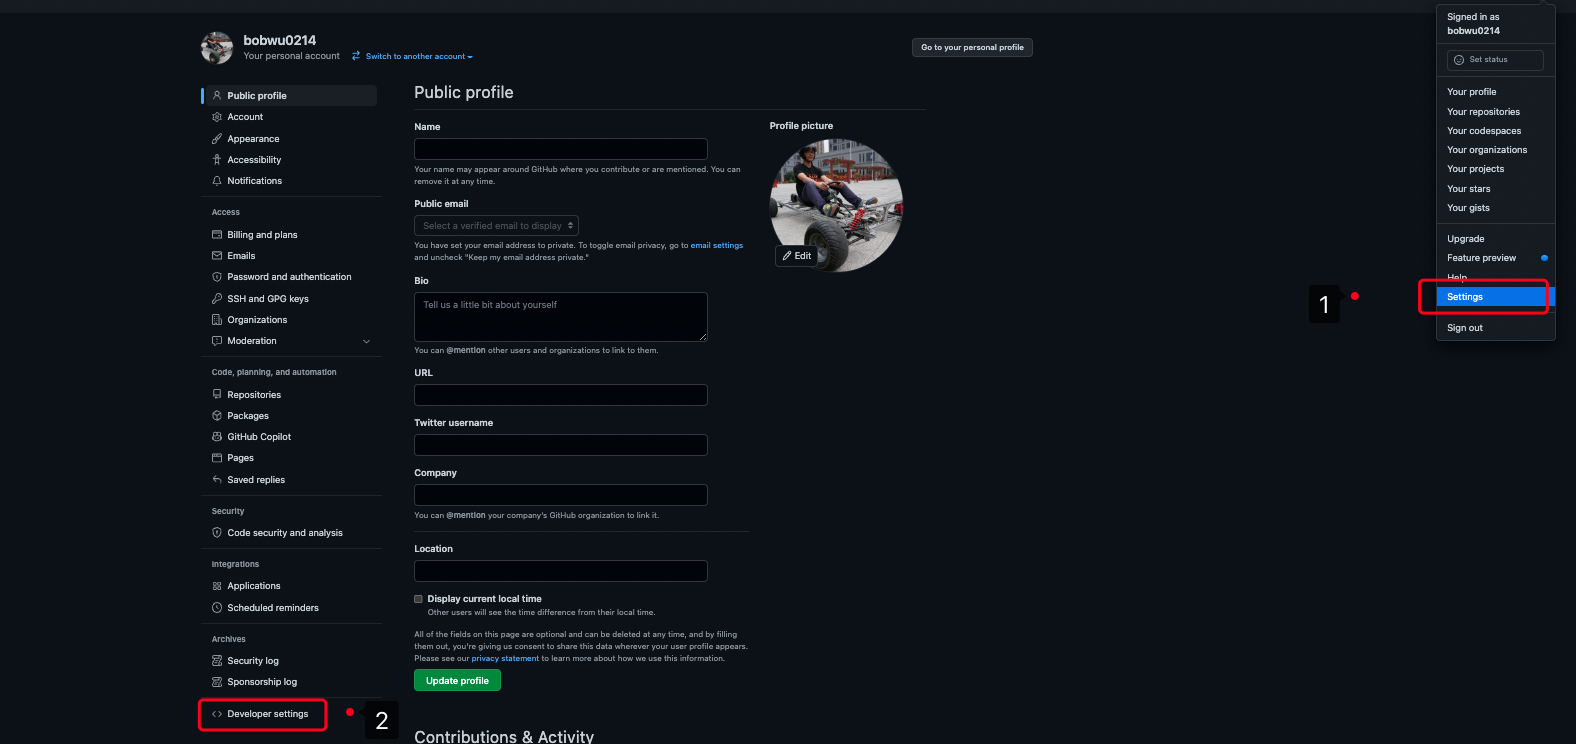 bobwu0214
Your personal account
Switch to another account
Go to your personal profile
Public profile
Account
Appearance
Accessibility
Notifications
Access
Billing and plans
Emails
Password and authentication
SSH and GPG keys
Organizations
Moderation
Code, planning, and automation
Repositories
Packages
GitHub Copilot
Pages
Saved replies
Security
Code security and analysis
Integrations
Applications
Scheduled reminders
Archives
Security log
Sponsorship log
Developer settings
2
Public profile
Name
Your name may appear around GitHub where you contribute or are mentioned. You can
remove it at any time.
Public email
Select a verified email to display
You have set your email address to private. To toggle email privacy, go to email settings
and uncheck "Keep my email address private."
Bio
Tell us a little bit about yourself
You can @mention other users and organizations to link to them.
URL
Twitter username
Company
You can @mention your company's GitHub organization to link it.
Location
Display current local time
Other users will see the time difference from their local time.
All of the fields on this page are optional and can be deleted at any time, and by filling
them out, you're giving us consent to share this data wherever your user profile appears.
Please see our privacy statement to learn more about how we use this information.
Update profile
Contributions & Activity
Profile picture
Edit
Signed in as
bobwu0214
Set status
Your profile
Your repositories
Your codespaces
Your organizations
Your projects
Your stars
Your gists
Upgrade
Feature preview
Help
1
Settings
Sign out